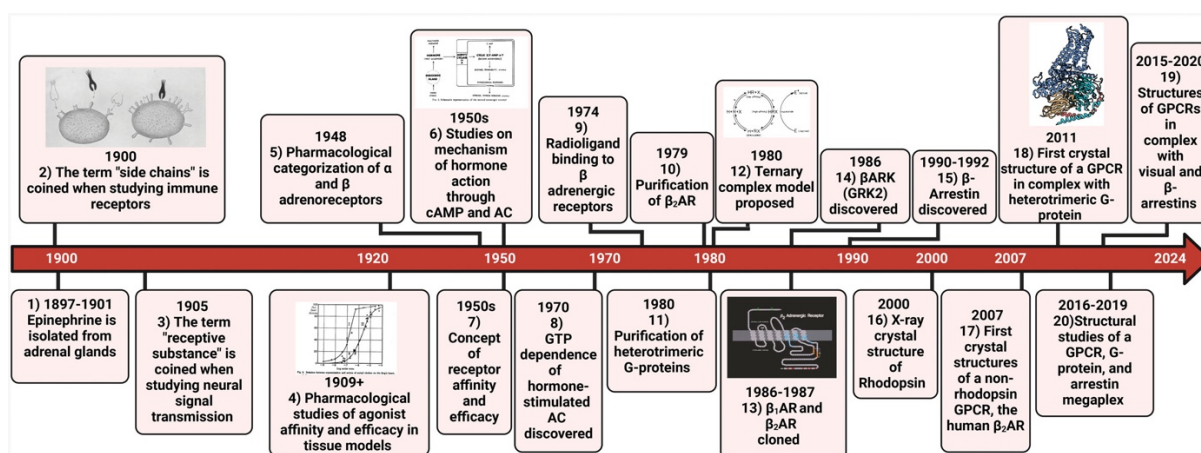 1900
2) The term "side chains" is
coined when studying immune
receptors
1948
5) Pharmacological
categorization of α and β
adrenoreceptors
1950s
6) Studies on
mechanism
of hormone
action
through
cAMP and AC
1974
9)
Radioligand
binding to
β
adrenergic
receptors
1979
10)
Purification
of β₂AR
1980
12) Ternary
complex model
proposed
1986
14) βARK
(GRK2)
discovered
1990-1992
15) β-
Arrestin
discovered
2011
18) First crystal
structure of a GPCR
in complex with
heterotrimeric G-
protein
2015-2020
19)
Structures
of GPCRs
in
complex
with
visual and
β-
arrestins
1900
1920
1950
1970
1980
1990
2000
2007
2024
1) 1897-1901
Epinephrine is
isolated from
adrenal glands
1905
3) The term
"receptive
substance" is
coined when
studying neural
signal
transmission
1909+
4) Pharmacological
studies of agonist
affinity and efficacy in
tissue models
1950s
7)
Concept
of
receptor
affinity
and
efficacy
1970
8)
GTP
dependence
of
hormone-
stimulated
AC
discovered
1980
11)
Purification of
heterotrimeric
G-proteins
β₂ Adrenergic Receptor
1986-1987
13) β₁AR and
β₂AR
cloned
2000
16) X-ray
crystal
structure
of
Rhodopsin
2007
17) First
crystal
structures
of a non-
rhodopsin
GPCR, the
human β₂AR
2016-2019
20)Structural
studies of a
GPCR, G-
protein, and
arrestin
megaplex